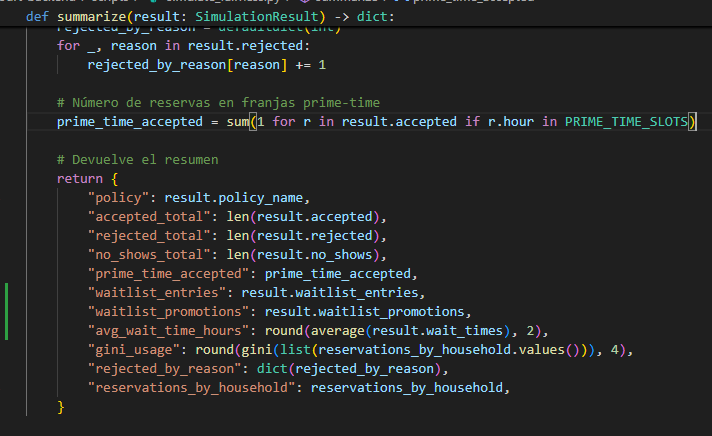 def summarize(result: SimulationResult) -> dict:
rejected_by_reason = defaultdict(int)
for _, reason in result.rejected:
rejected_by_reason[reason] += 1
# Número de reservas en franjas prime-time
prime_time_accepted = sum(1 for r in result.accepted if r.hour in PRIME_TIME_SLOTS)
# Devuelve el resumen
return {
"policy": result.policy_name,
"accepted_total": len(result.accepted),
"rejected_total": len(result.rejected),
"no_shows_total": len(result.no_shows),
"prime_time_accepted": prime_time_accepted,
"waitlist_entries": result.waitlist_entries,
"waitlist_promotions": result.waitlist_promotions,
"avg_wait_time_hours": round(average(result.wait_times), 2),
"gini_usage": round(gini(list(reservations_by_household.values())), 4),
"rejected_by_reason": dict(rejected_by_reason),
"reservations_by_household": reservations_by_household,
}